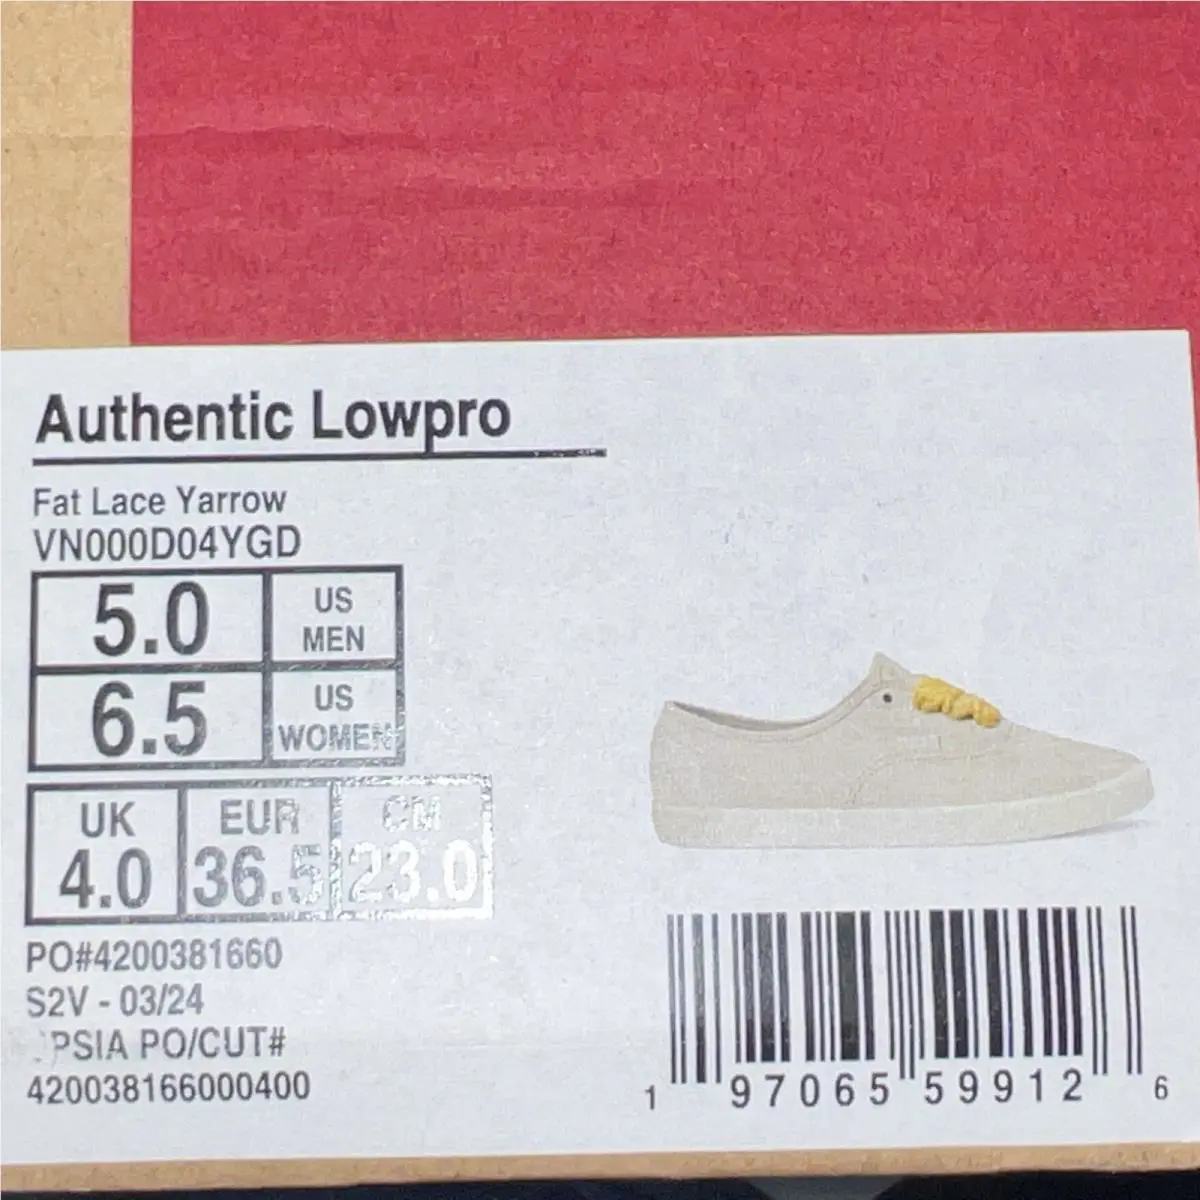 Authentic Lowpro
Fat Lace Yarrow
VN000D04YGD
5.0 US MEN
6.5 US WOMEN
UK EUR CM
4.0 36.5 23.0
PO#4200381660
S2V - 03/24
PO/CUT#
420038166000400
1 97065 59912 6